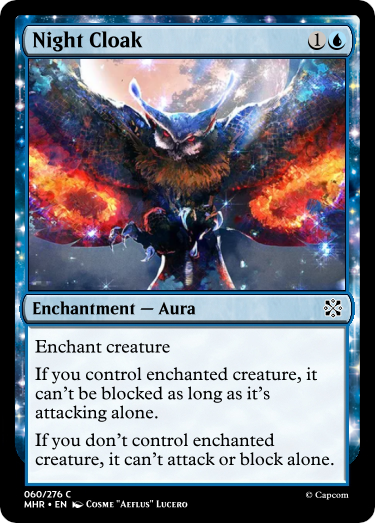 Night Cloak 1
Enchantment — Aura
Enchant creature
If you control enchanted creature, it
can't be blocked as long as it's
attacking alone.
If you don't control enchanted
creature, it can't attack or block alone.
060/276 C
© Capcom
MHR • EN Cosme "Aeflus" Lucero